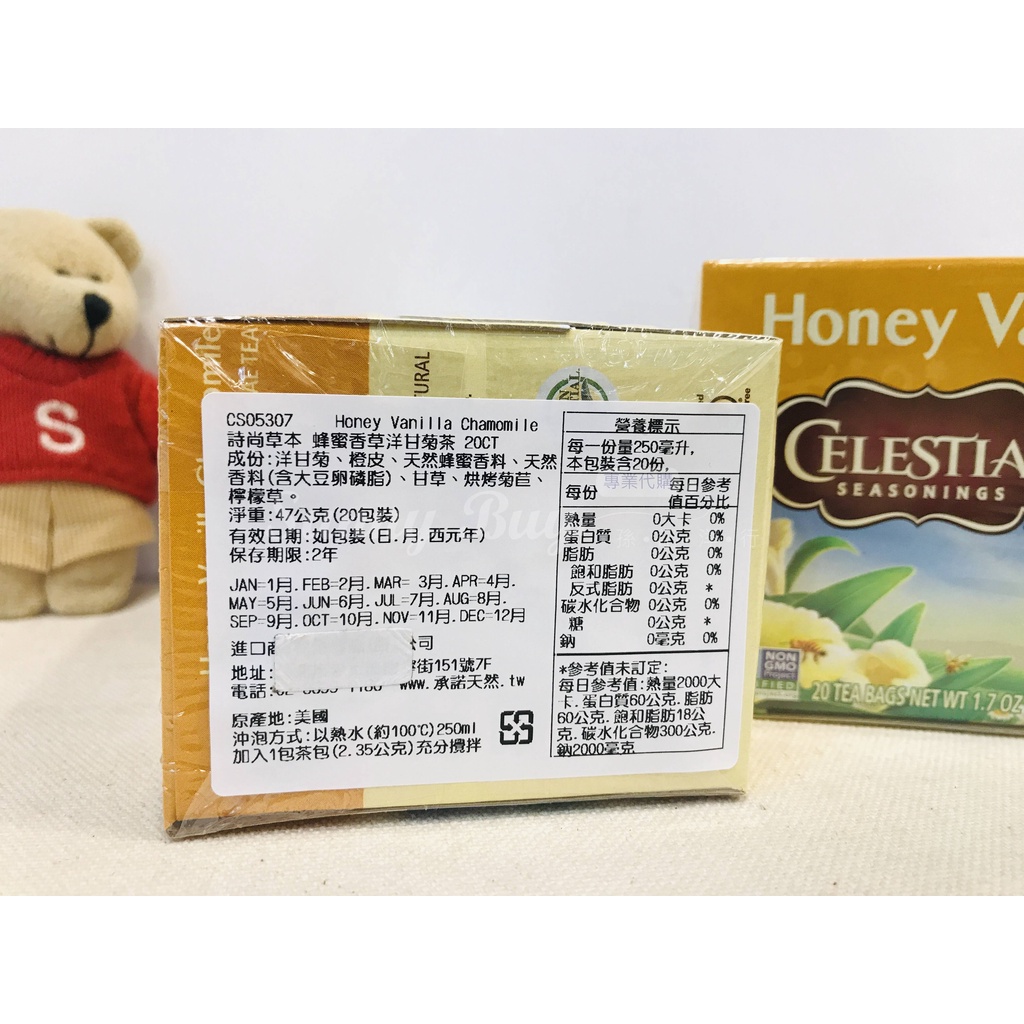 S
NATURAL
CS05307 Honey Vanilla Chamomile
詩尚草本 蜂蜜香草洋甘菊茶 20CT
成份:洋甘菊、橙皮、天然蜂蜜香料、天然
香料(含大豆卵磷脂)、甘草、烘烤菊苣、
檸檬草。
淨重:47公克(20包裝)
有效日期:如包裝(日.月.西元年)
保存期限:2年
JAN=1月.FEB=2月.MAR= 3月.APR=4月.
MAY=5月.JUN=6月.JUL=7月.AUG=8月.
SEP=9月.OCT=10月.NOV=11月.DEC=12月
進口商 公司
地址: 街151號7F
電話: www.承諾天然.tw
原產地:美國
沖泡方式:以熱水(約100℃)250ml
加入1包茶包(2.35公克)充分攪拌
營養標示
每一份量250毫升,
本包裝含20份,
專業代購
每份 每日參考
值百分比
熱量 0大卡 0%
蛋白質 0公克 0%
脂肪 0公克 0%
飽和脂肪 0公克 0%
反式脂肪 0公克 *
碳水化合物 0公克 0%
糖 0公克 *
鈉 0毫克 0%
*參考值未訂定:
每日參考值:熱量2000大
卡.蛋白質60公克.脂肪
60公克.飽和脂肪18公
克.碳水化合物300公克.
鈉2000毫克
Buy
Honey Va
CELESTIA
SEASONINGS
NON
GMO
Project
20 TEA BAGS NET WT 1.7 OZ